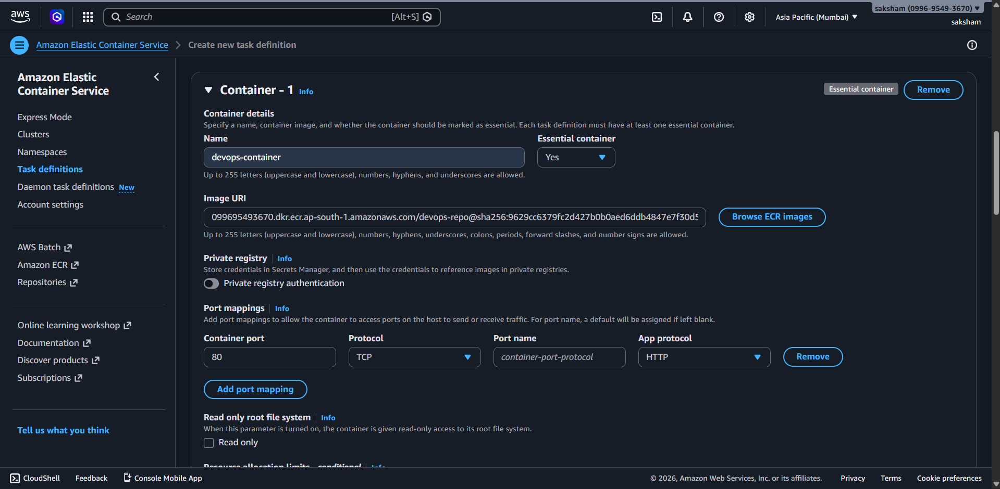 saksham (0996-9549-3670)
aws
Search
[Alt+S]
Asia Pacific (Mumbai)
saksham
Amazon Elastic Container Service
Create new task definition
Amazon Elastic
Container Service
Express Mode
Clusters
Namespaces
Task definitions
Daemon task definitions New
Account settings
AWS Batch
Amazon ECR
Repositories
Online learning workshop
Documentation
Discover products
Subscriptions
Tell us what you think
Container - 1 Info
Essential container
Remove
Container details
Specify a name, container image, and whether the container should be marked as essential. Each task definition must have at least one essential container.
Name
Essential container
devops-container
Yes
Up to 255 letters (uppercase and lowercase), numbers, hyphens, and underscores are allowed.
Image URI
099695493670.dkr.ecr.ap-south-1.amazonaws.com/devops-repo@sha256:9629cc6379fc2d427b0b0aed6ddb4847e7f30d5
Browse ECR images
Up to 255 letters (uppercase and lowercase), numbers, hyphens, underscores, colons, periods, forward slashes, and number signs are allowed.
Private registry Info
Store credentials in Secrets Manager, and then use the credentials to reference images in private registries.
Private registry authentication
Port mappings Info
Add port mappings to allow the container to access ports on the host to send or receive traffic. For port name, a default will be assigned if left blank.
Container port
Protocol
Port name
App protocol
80
TCP
container-port-protocol
HTTP
Remove
Add port mapping
Read only root file system Info
When this parameter is turned on, the container is given read-only access to its root file system.
Read only
Resource allocation limits - conditional Info
CloudShell
Feedback
Console Mobile App
© 2026, Amazon Web Services, Inc. or its affiliates.
Privacy
Terms
Cookie preferences